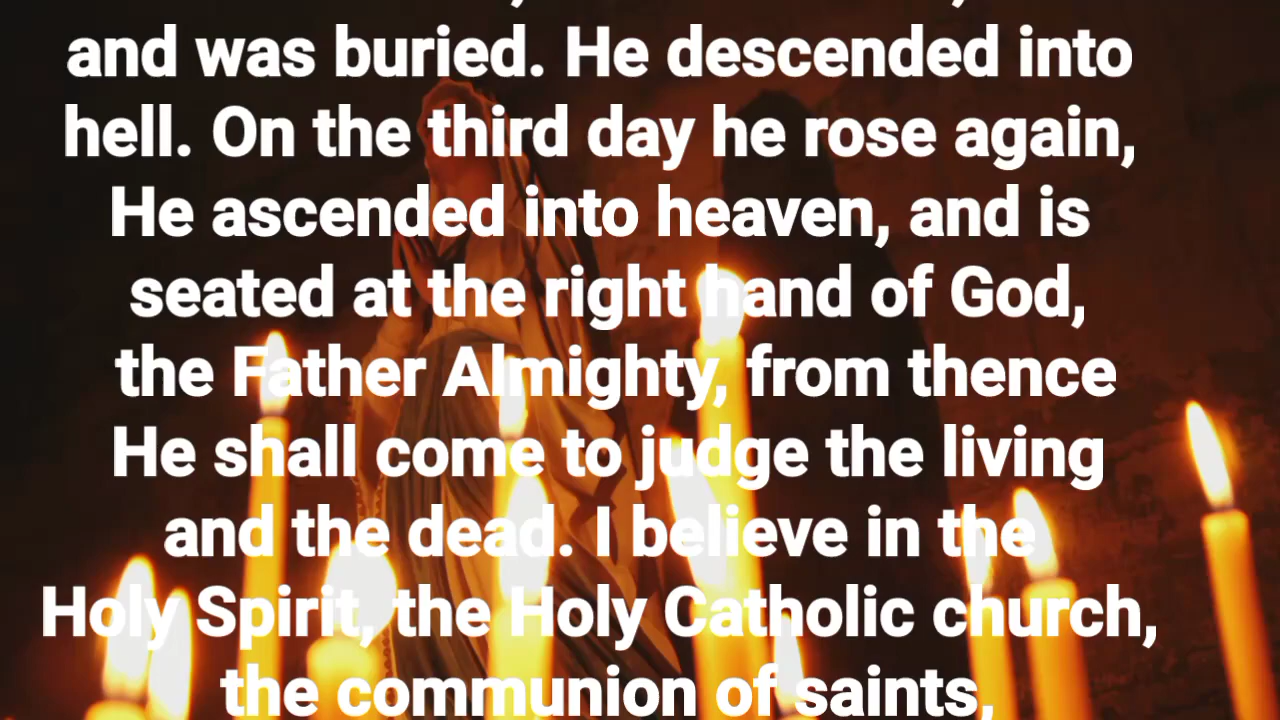 and was buried. He descended into
hell. On the third day he rose again,
He ascended into heaven, and is
seated at the right hand of God,
the Father Almighty, from thence
He shall come to judge the living
and the dead. I believe in the
Holy Spirit, the Holy Catholic church,
the communion of saints,